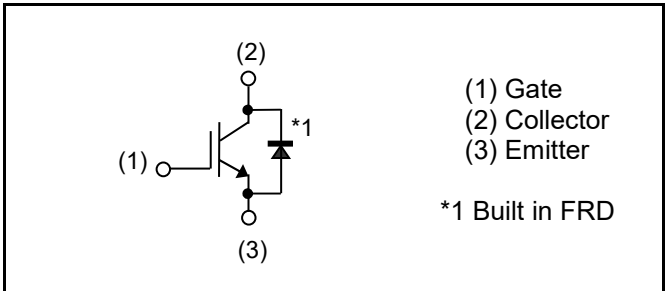 (2)
*1
(1)
(3)
(1) Gate
(2) Collector
(3) Emitter
*1 Built in FRD